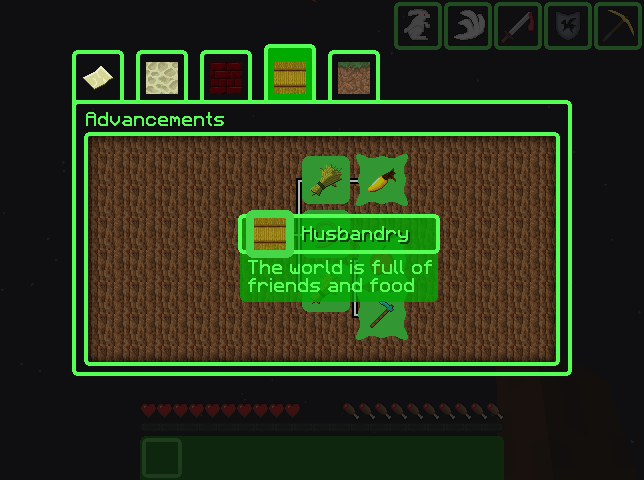 Advancements
Husbandry
The world is full of
friends and food